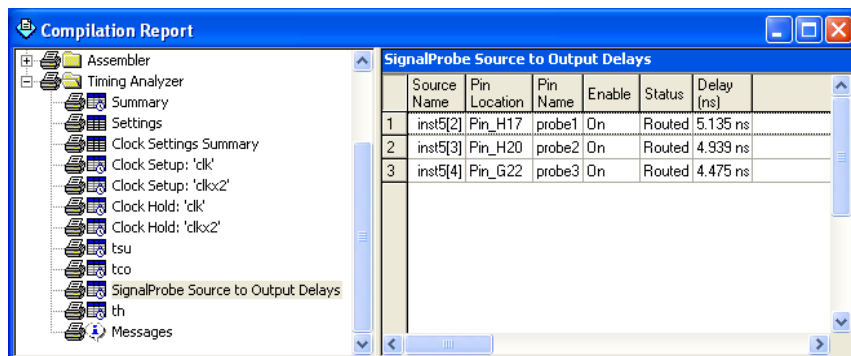 Compilation Report
Assembler
Timing Analyzer
Summary
Settings
Clock Settings Summary
Clock Setup: 'clk'
Clock Setup: 'clkx2'
Clock Hold: 'clk'
Clock Hold: 'clkx2'
tsu
tco
SignalProbe Source to Output Delays
th
Messages
SignalProbe Source to Output Delays
Source Name Pin Location Pin Name Enable Status Delay (ns)
1 inst5[2] Pin_H17 probe1 On Routed 5.135 ns
2 inst5[3] Pin_H20 probe2 On Routed 4.939 ns
3 inst5[4] Pin_G22 probe3 On Routed 4.475 ns